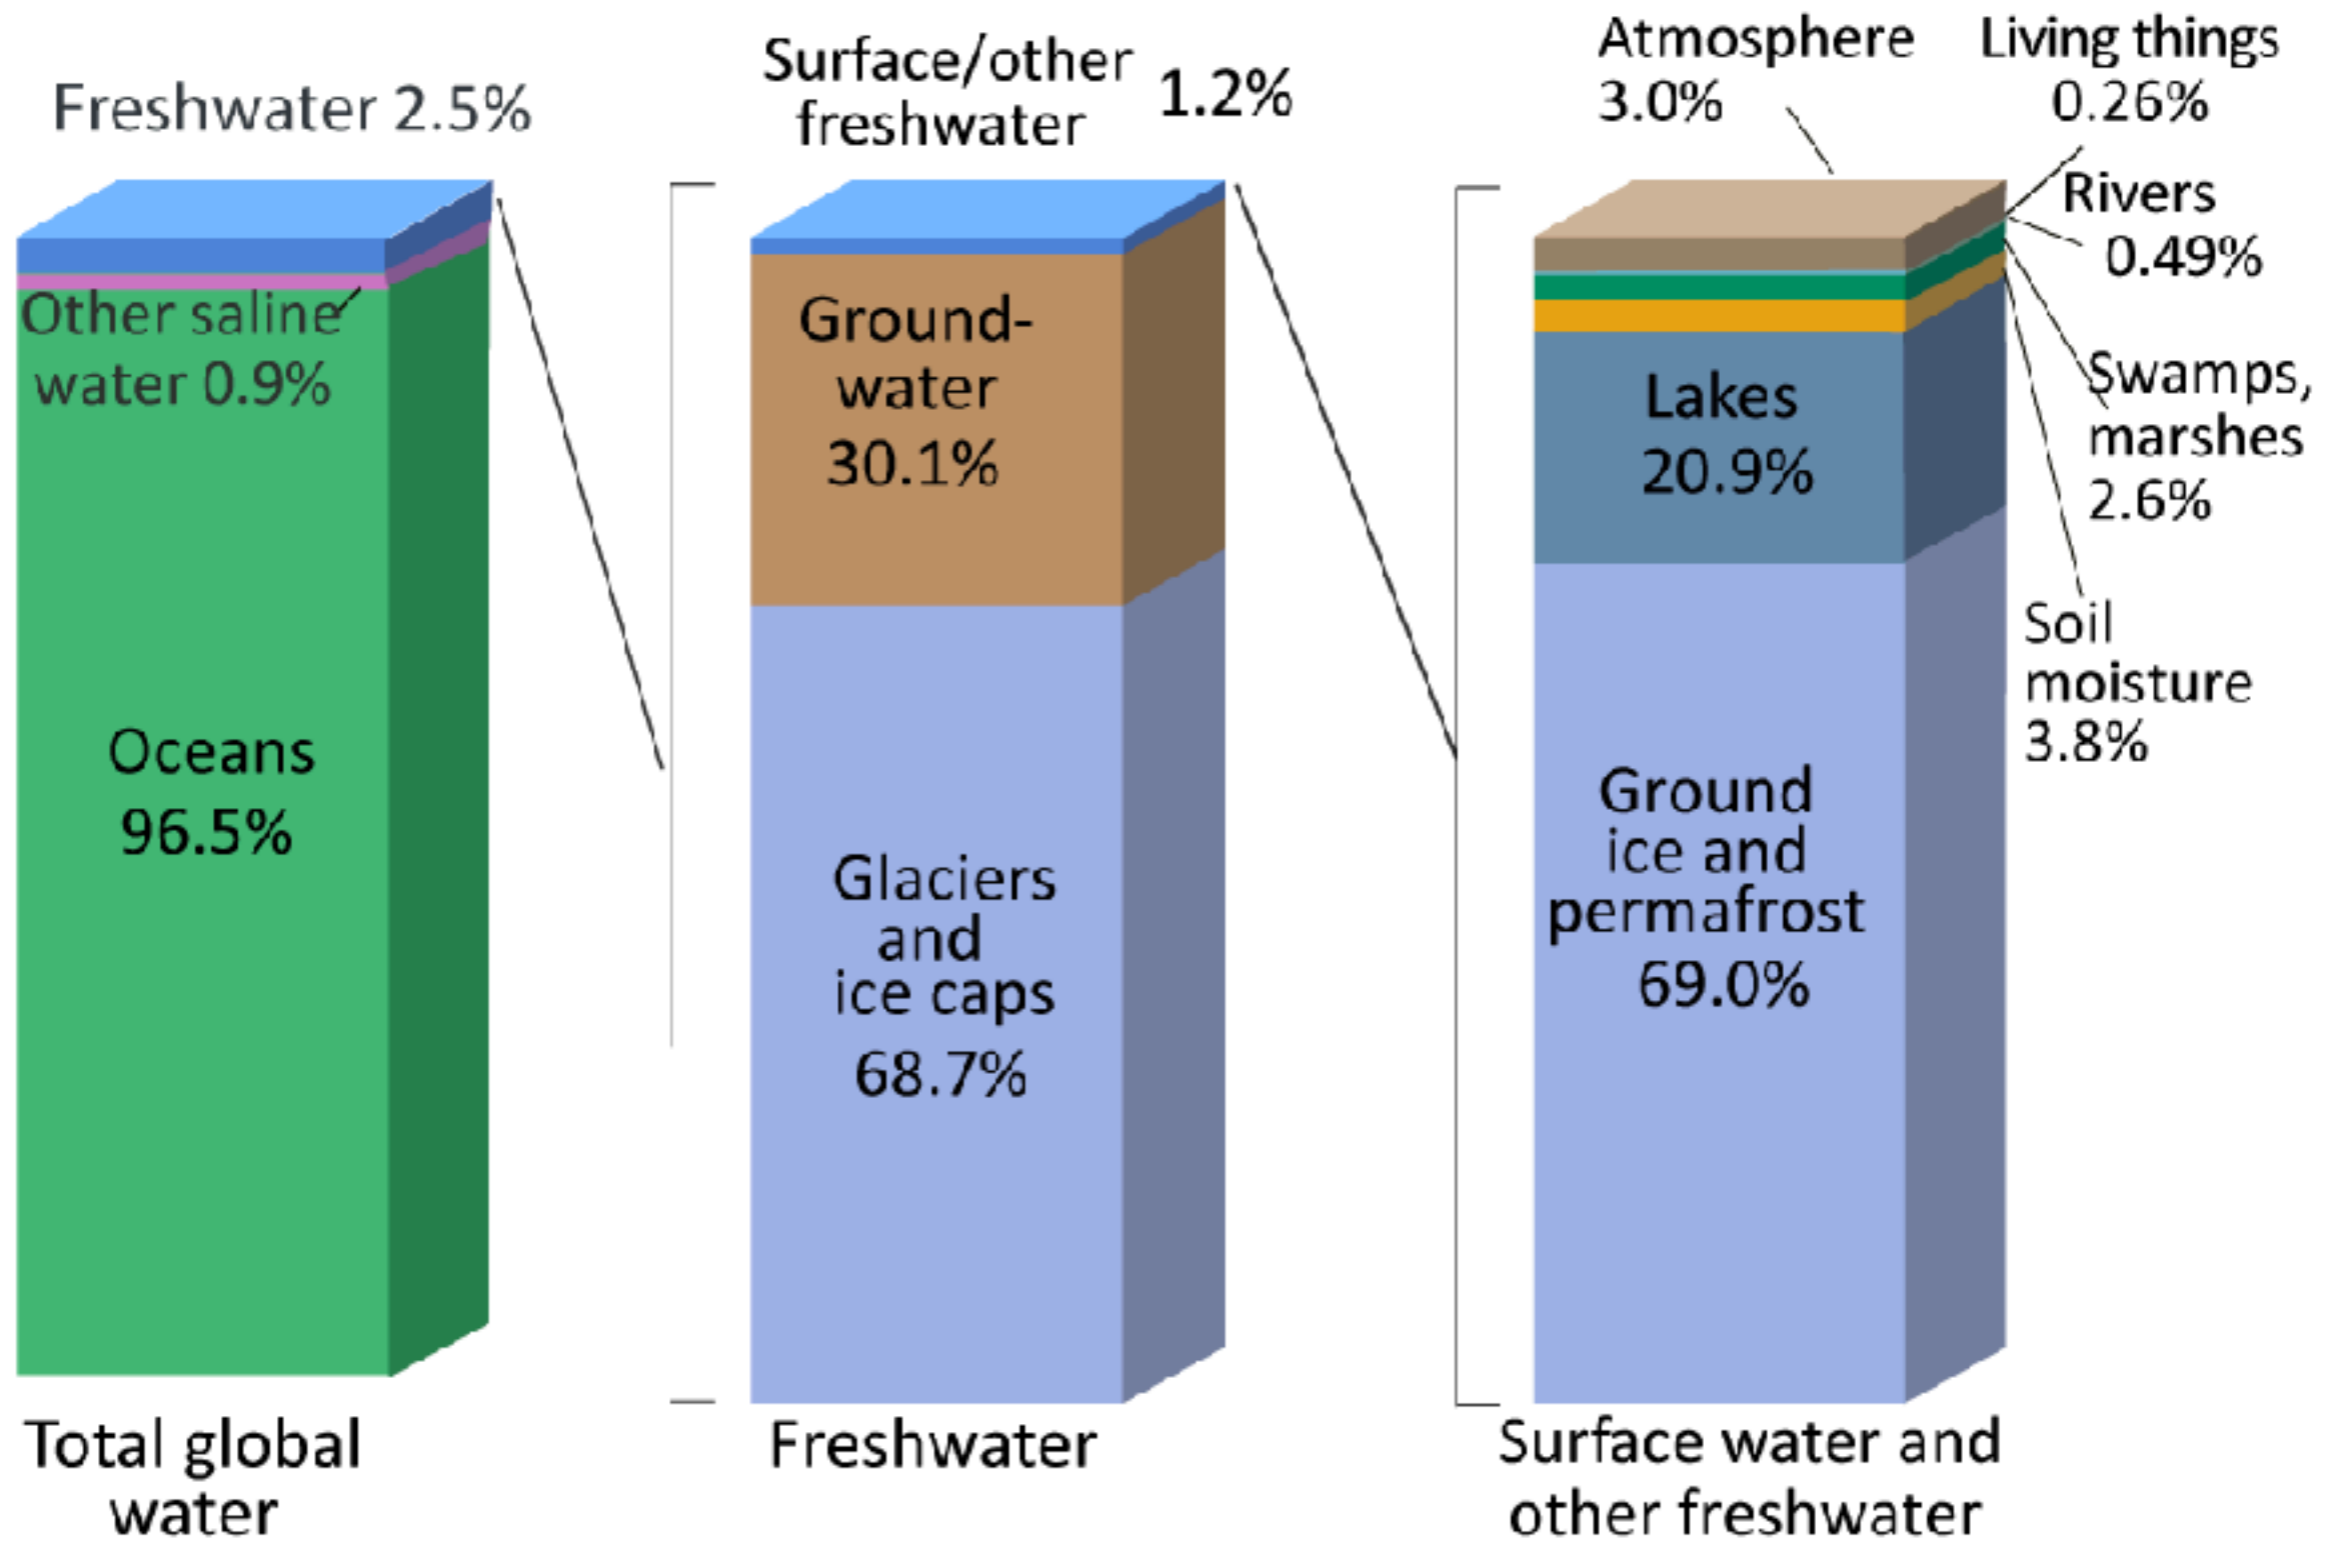 Freshwater 2.5%
Other saline
water 0.9%
Oceans
96.5%
Total global
water
Surface/other
freshwater
1.2%
Ground-
water
30.1%
Glaciers
and
ice caps
68.7%
Freshwater
Atmosphere
3.0%
Living things
0.26%
Rivers
0.49%
Swamps,
marshes
2.6%
Soil
moisture
3.8%
Lakes
20.9%
Ground
ice and
permafrost
69.0%
Surface water and
other freshwater